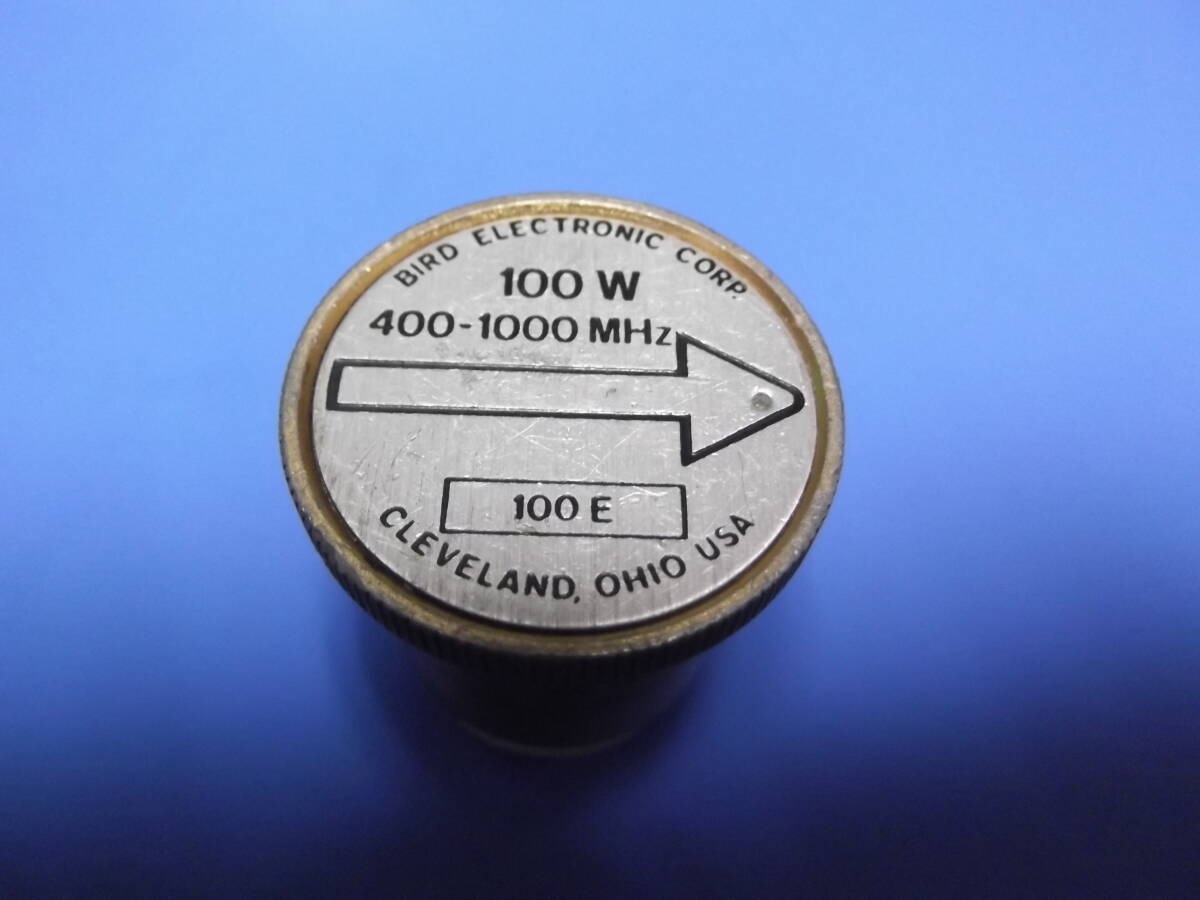 BIRD ELECTRONIC CORP.
100 W
400-1000 MHz
100 E
CLEVELAND, OHIO USA